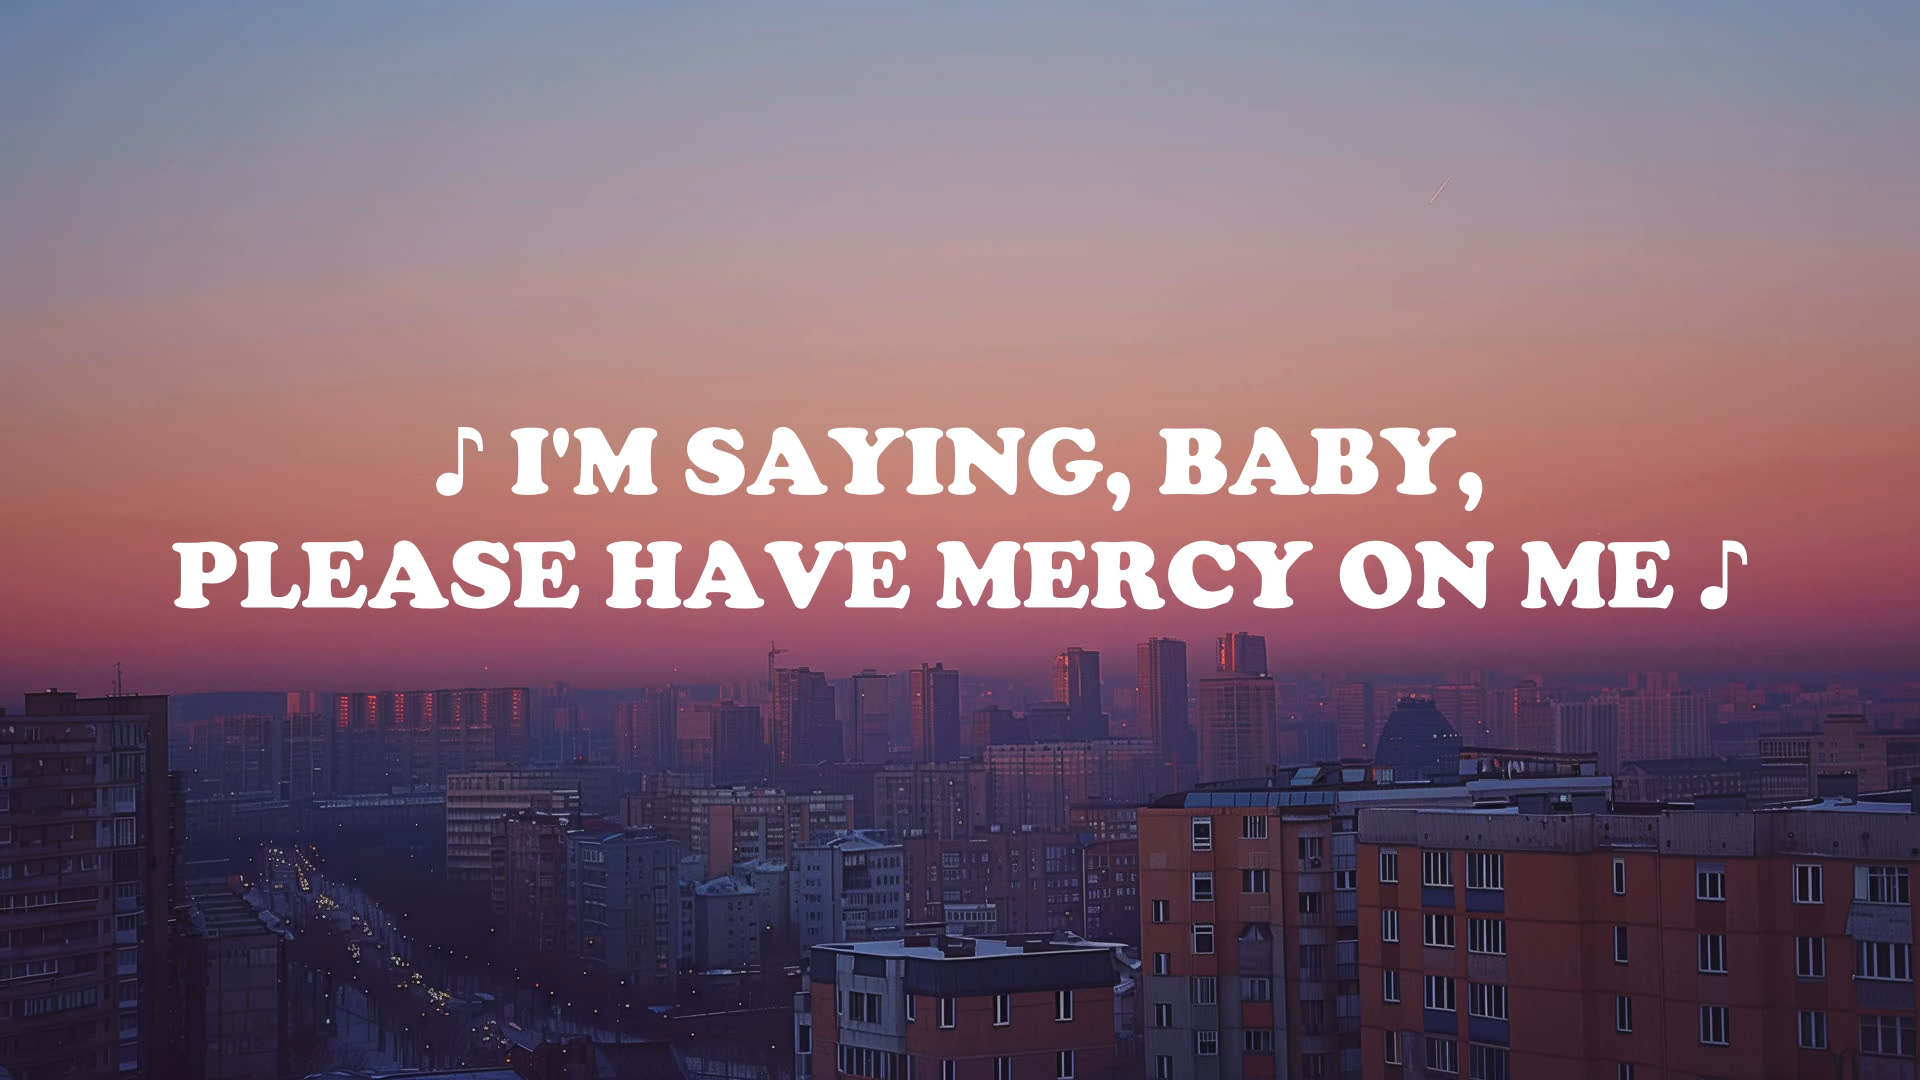 ♪ I'M SAYING, BABY,
PLEASE HAVE MERCY ON ME ♪